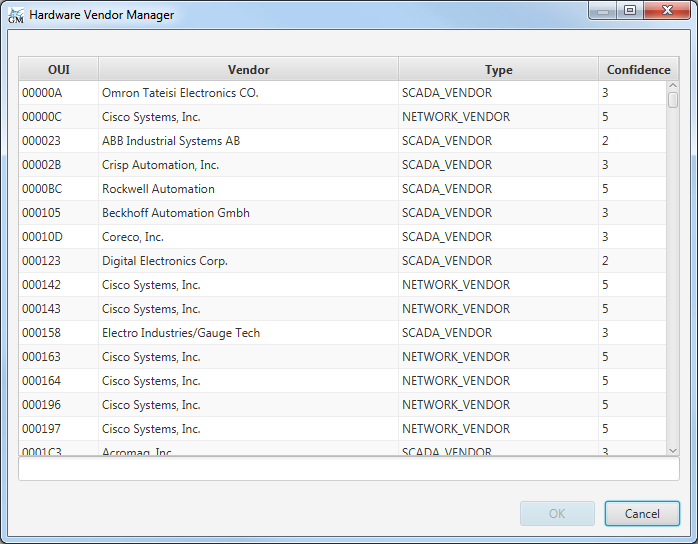 GM Hardware Vendor Manager
OUI Vendor Type Confidence
00000A Omron Tateisi Electronics CO. SCADA_VENDOR 3
00000C Cisco Systems, Inc. NETWORK_VENDOR 5
000023 ABB Industrial Systems AB SCADA_VENDOR 2
00002B Crisp Automation, Inc. SCADA_VENDOR 3
0000BC Rockwell Automation SCADA_VENDOR 5
000105 Beckhoff Automation Gmbh SCADA_VENDOR 3
00010D Coreco, Inc. SCADA_VENDOR 3
000123 Digital Electronics Corp. SCADA_VENDOR 2
000142 Cisco Systems, Inc. NETWORK_VENDOR 5
000143 Cisco Systems, Inc. NETWORK_VENDOR 5
000158 Electro Industries/Gauge Tech SCADA_VENDOR 3
000163 Cisco Systems, Inc. NETWORK_VENDOR 5
000164 Cisco Systems, Inc. NETWORK_VENDOR 5
000196 Cisco Systems, Inc. NETWORK_VENDOR 5
000197 Cisco Systems, Inc. NETWORK_VENDOR 5
0001C3 Acromag, Inc. SCADA_VENDOR 3
OK Cancel